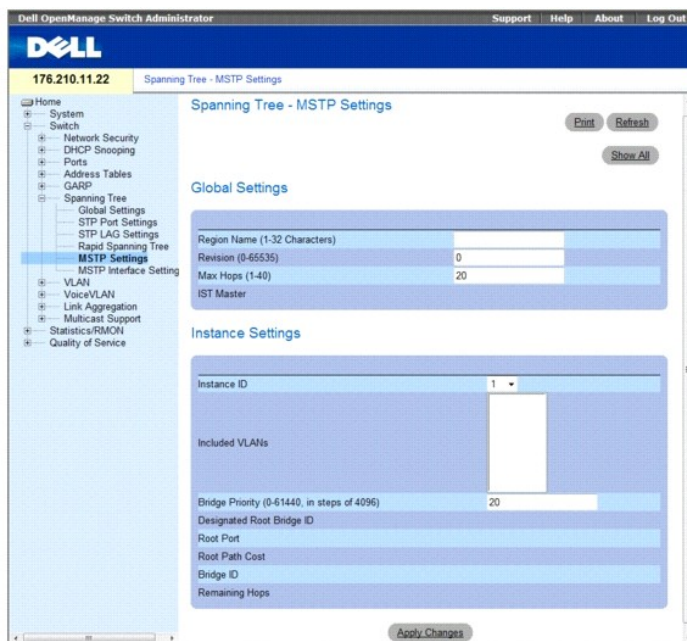 Dell OpenManage Switch Administrator
Support Help About Log Out
DELL
176.210.11.22
Spanning Tree - MSTP Settings
Home
System
Switch
Network Security
DHCP Snooping
Ports
Address Tables
GARP
Spanning Tree
Global Settings
STP Port Settings
STP LAG Settings
Rapid Spanning Tree
MSTP Settings
MSTP Interface Setting
VLAN
VoiceVLAN
Link Aggregation
Multicast Support
Statistics/RMON
Quality of Service
Spanning Tree - MSTP Settings
Print Refresh
Show All
Global Settings
Region Name (1-32 Characters)
Revision (0-65535) 0
Max Hops (1-40) 20
IST Master
Instance Settings
Instance ID 1
Included VLANs
Bridge Priority (0-61440, in steps of 4096) 20
Designated Root Bridge ID
Root Port
Root Path Cost
Bridge ID
Remaining Hops
Apply Changes